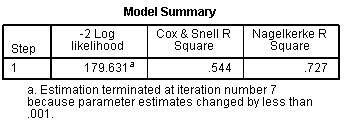 Model Summary
Step -2 Log likelihood Cox & Snell R Square Nagelkerke R Square
1 179.631a .544 .727
a. Estimation terminated at iteration number 7
because parameter estimates changed by less than
.001.